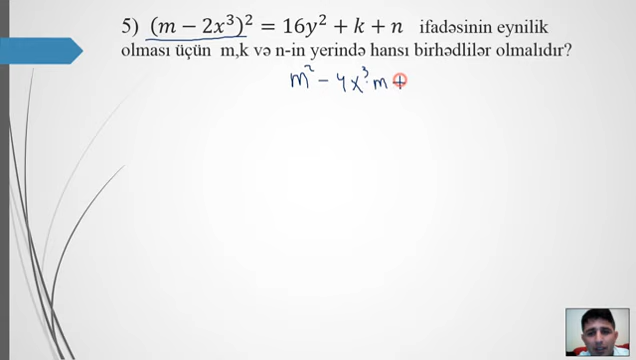 5) (m − 2x³)² = 16y² + k + n ifadəsinin eynilik
olması üçün m,k və n-in yerində hansı birhədlilər olmalıdır?
m² − 4x³m +